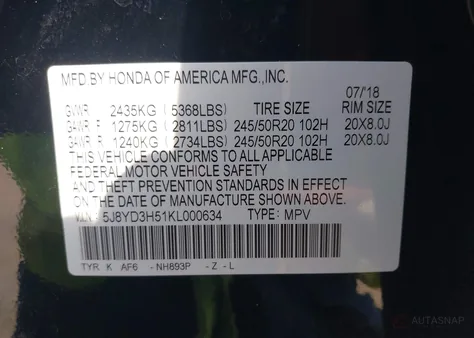 MFD.BY HONDA OF AMERICA MFG.,INC.
07/18
GVWR 2435KG ( 5368LBS) TIRE SIZE RIM SIZE
GAWR F 1275KG ( 2811LBS) 245/50R20 102H 20X8.0J
GAWR R 1240KG ( 2734LBS) 245/50R20 102H 20X8.0J
THIS VEHICLE CONFORMS TO ALL APPLICABLE
FEDERAL MOTOR VEHICLE SAFETY
AND THEFT PREVENTION STANDARDS IN EFFECT
ON THE DATE OF MANUFACTURE SHOWN ABOVE.
5J8YD3H51KL000634 TYPE: MPV
TYR K AF6 - NH893P - Z - L
AUTASNAP